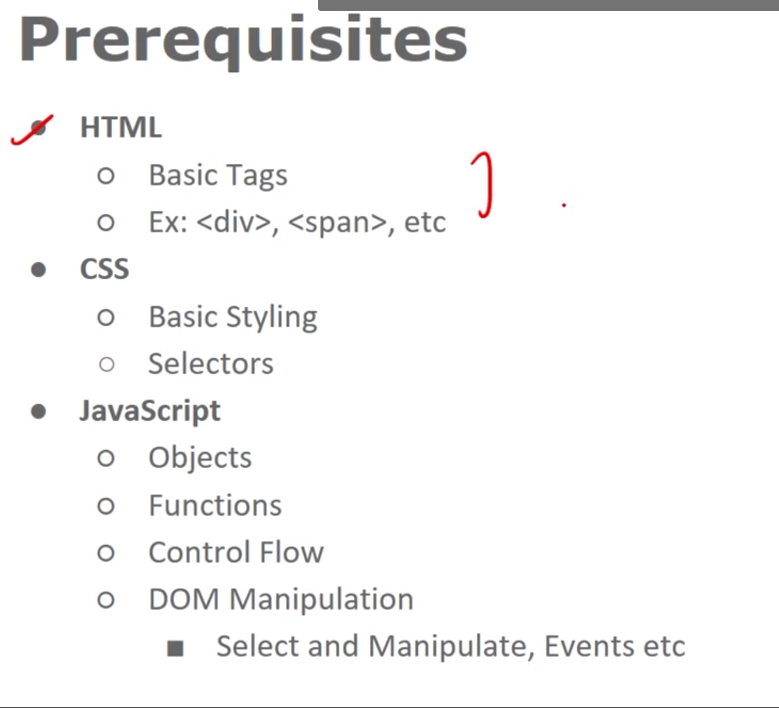 Prerequisites
HTML
Basic Tags
Ex: <div>, <span>, etc
CSS
Basic Styling
Selectors
JavaScript
Objects
Functions
Control Flow
DOM Manipulation
Select and Manipulate, Events etc